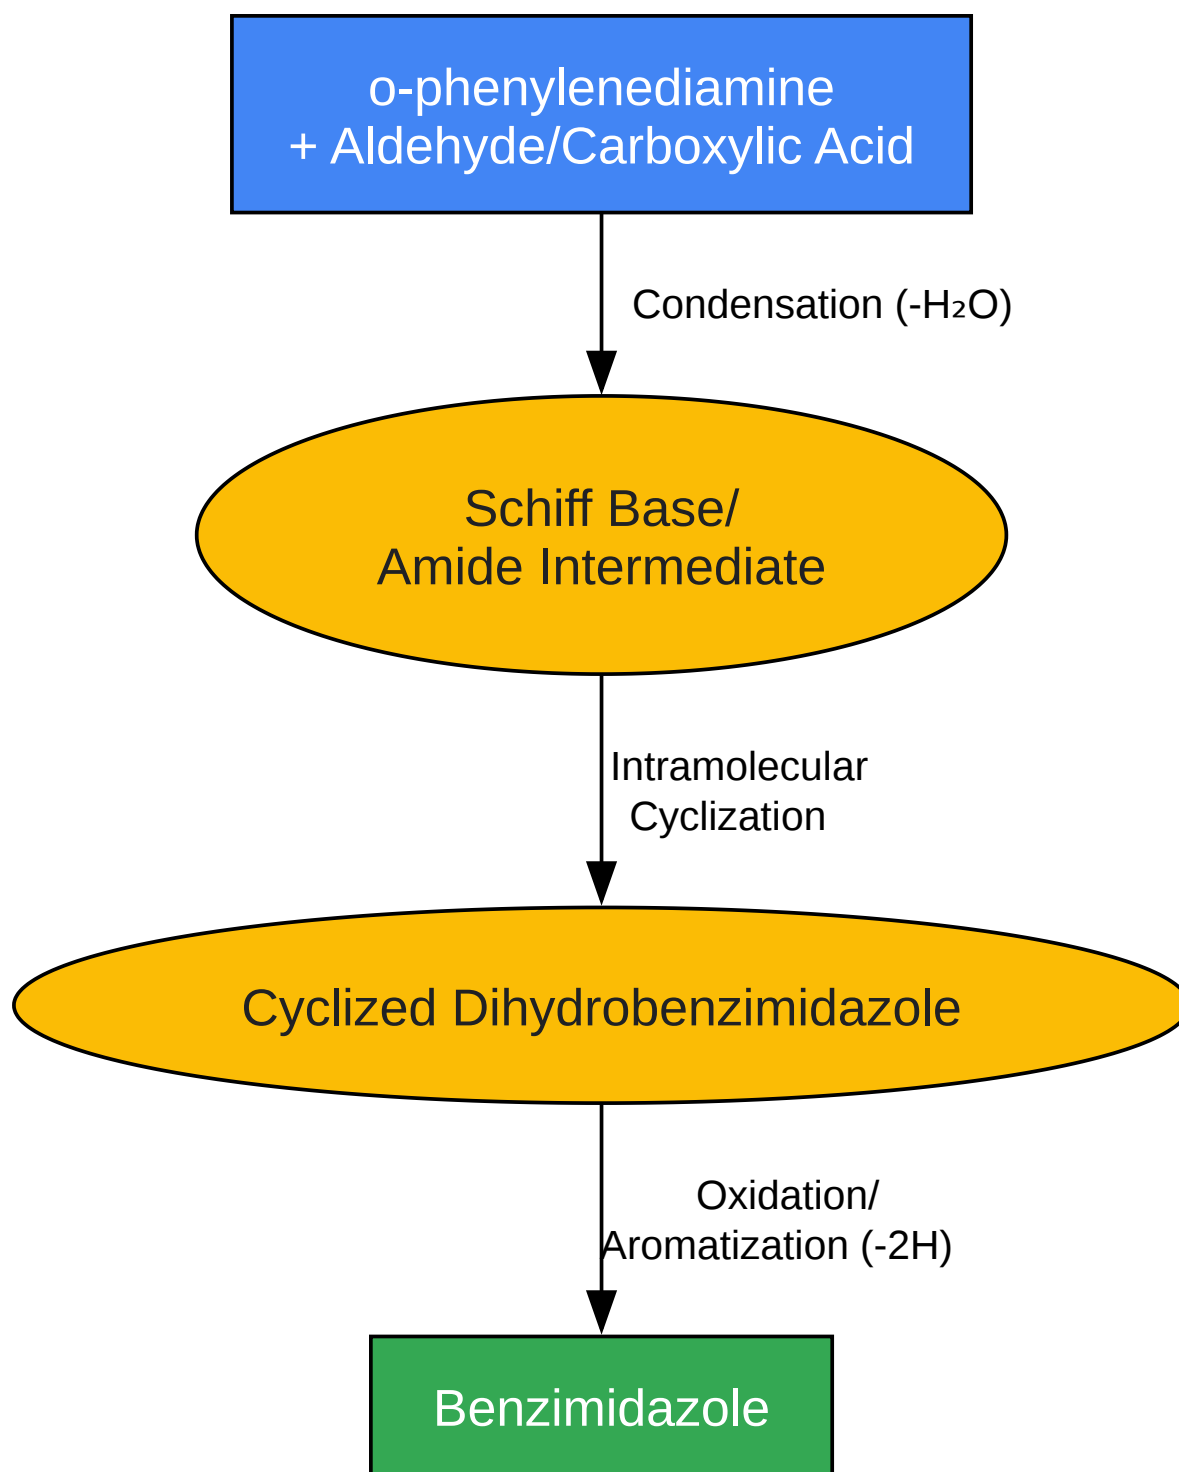 o-phenylenediamine
+ Aldehyde/Carboxylic Acid
Condensation (-H₂O)
Schiff Base/
Amide Intermediate
Intramolecular
Cyclization
Cyclized Dihydrobenzimidazole
Oxidation/
Aromatization (-2H)
Benzimidazole